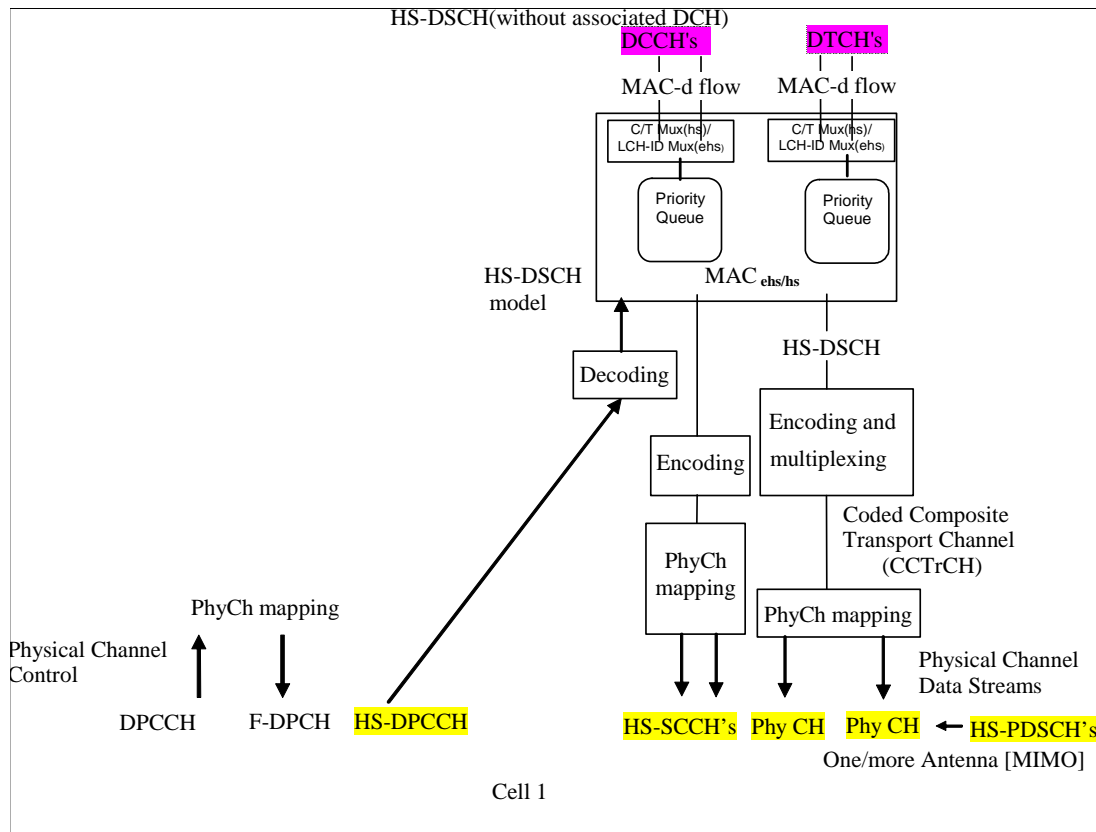 HS-DSCH(without associated DCH)
DCCH's
DTCH's
MAC-d flow
MAC-d flow
C/T Mux(hs)/
LCH-ID Mux(ehs)
C/T Mux(hs)/
LCH-ID Mux(ehs)
Priority
Queue
Priority
Queue
HS-DSCH
model
MAC ehs/hs
HS-DSCH
Decoding
Encoding and
multiplexing
Encoding
Coded Composite
Transport Channel
(CCTrCH)
PhyCh
mapping
PhyCh mapping
PhyCh mapping
Physical Channel
Control
Physical Channel
Data Streams
DPCCH
F-DPCH
HS-DPCCH
HS-SCCH’s
Phy CH
Phy CH
HS-PDSCH’s
One/more Antenna [MIMO]
Cell 1